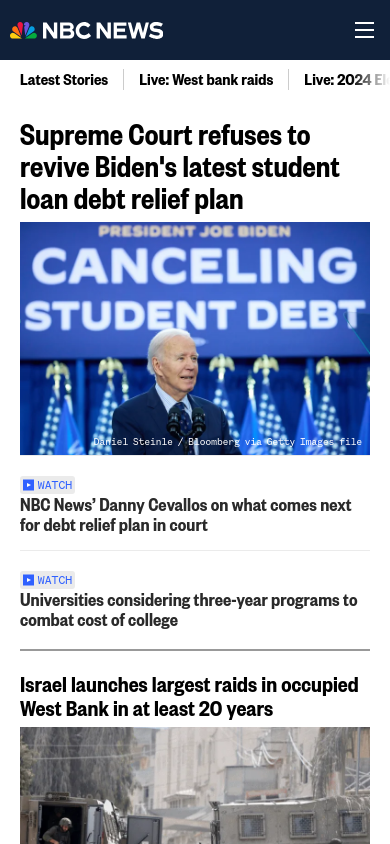 NBC NEWS
Latest Stories
Live: West bank raids
Live: 2024
Supreme Court refuses to
revive Biden's latest student
loan debt relief plan
PRESIDENT JOE BIDEN
CANCELING
STUDENT DEBT
Daniel Steinle / Bloomberg via Getty Images file
WATCH
NBC News’ Danny Cevallos on what comes next
for debt relief plan in court
WATCH
Universities considering three-year programs to
combat cost of college
Israel launches largest raids in occupied
West Bank in at least 20 years